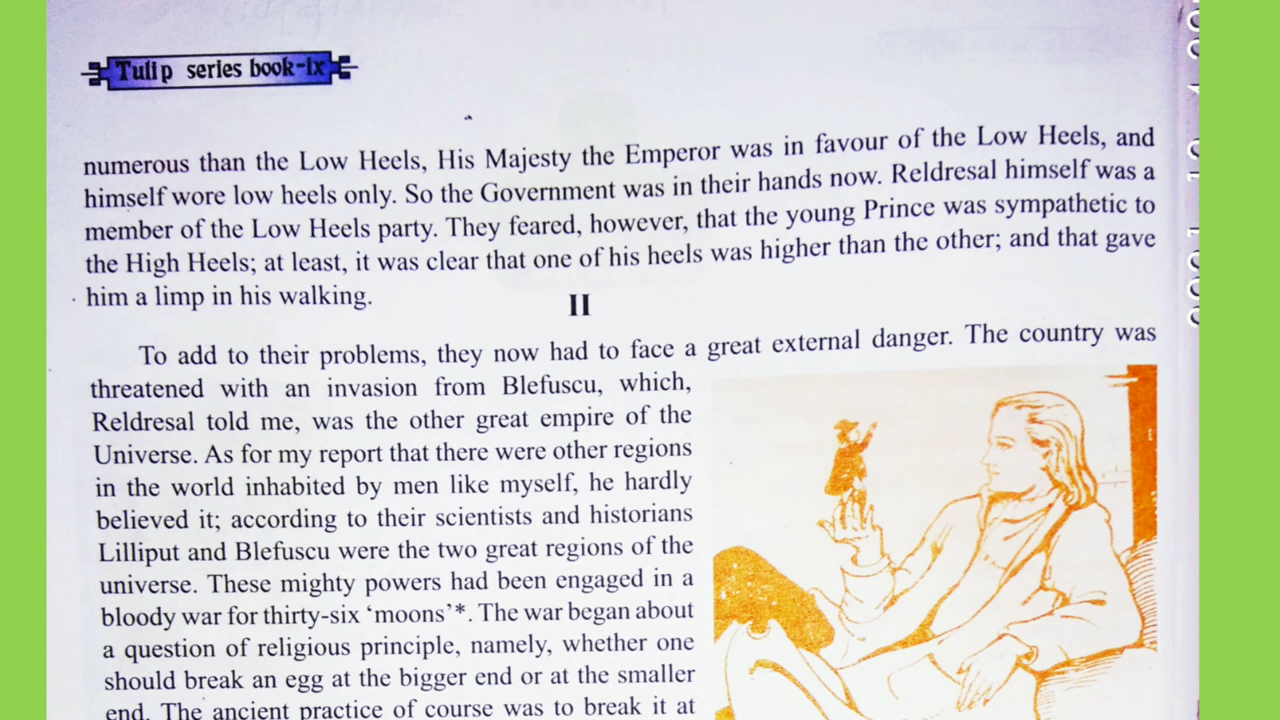 Tulip series book-ix
numerous than the Low Heels, His Majesty the Emperor was in favour of the Low Heels, and
himself wore low heels only. So the Government was in their hands now. Reldresal himself was a
member of the Low Heels party. They feared, however, that the young Prince was sympathetic to
the High Heels; at least, it was clear that one of his heels was higher than the other; and that gave
him a limp in his walking.
II
To add to their problems, they now had to face a great external danger. The country was
threatened with an invasion from Blefuscu, which,
Reldresal told me, was the other great empire of the
Universe. As for my report that there were other regions
in the world inhabited by men like myself, he hardly
believed it; according to their scientists and historians
Lilliput and Blefuscu were the two great regions of the
universe. These mighty powers had been engaged in a
bloody war for thirty-six ‘moons’*. The war began about
a question of religious principle, namely, whether one
should break an egg at the bigger end or at the smaller
end. The ancient practice of course was to break it at